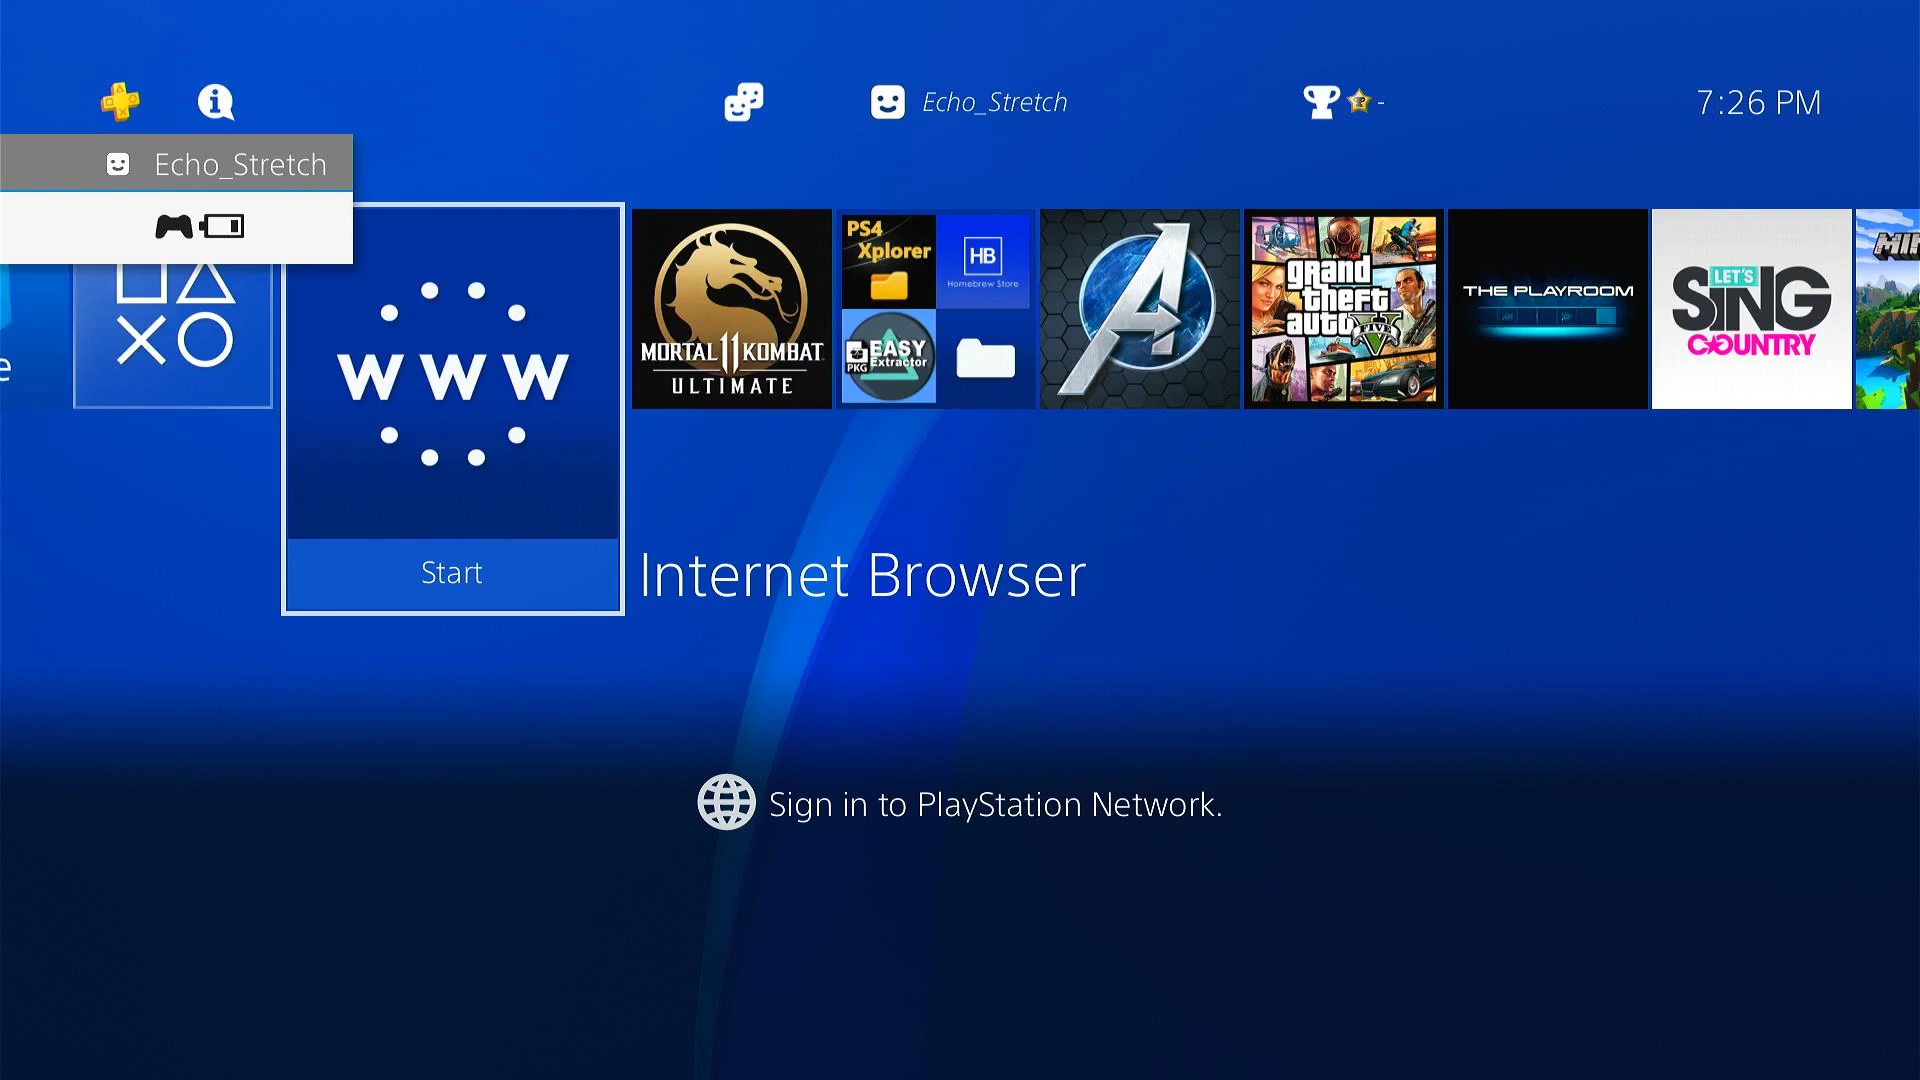 Echo_Stretch
-
7:26 PM
Echo_Stretch
e
WWW
Start
Internet Browser
MORTAL KOMBAT 11
ULTIMATE
PS4
Xplorer
HB
Homebrew Store
PKG
EASY
Extractor
A
grand
theft
auto V
FIVE
THE PLAYROOM
LET'S
SING
COUNTRY
Sign in to PlayStation Network.